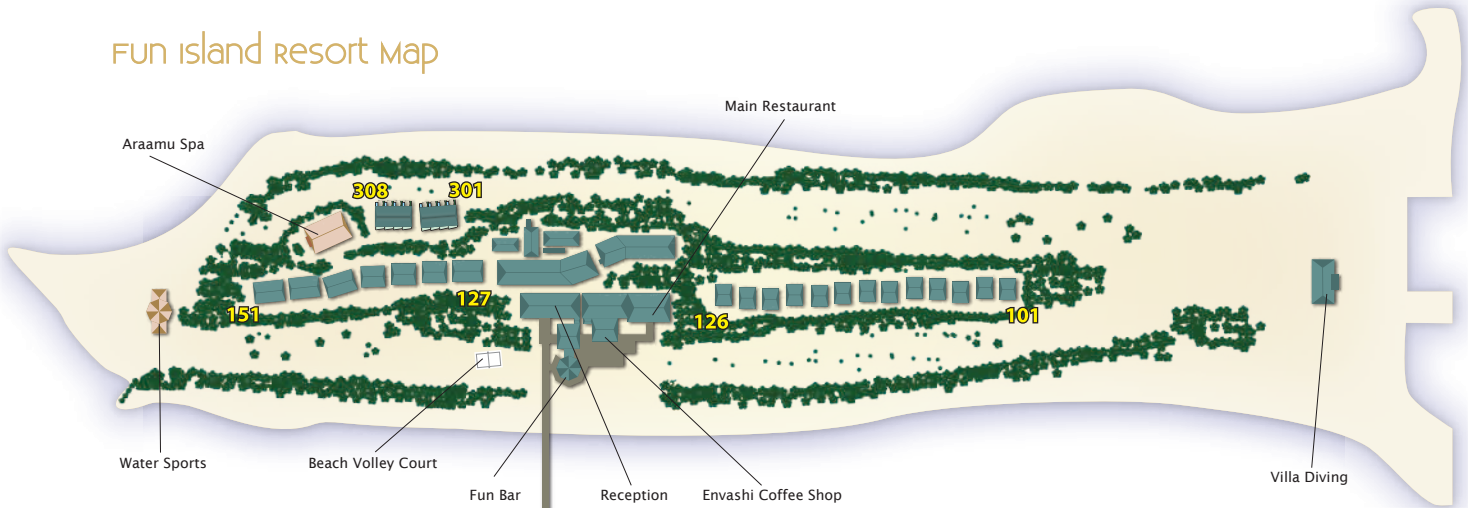 Fun Island Resort Map
Main Restaurant
Araamu Spa
308
301
127
151
126
101
Water Sports
Beach Volley Court
Fun Bar
Reception
Envashi Coffee Shop
Villa Diving